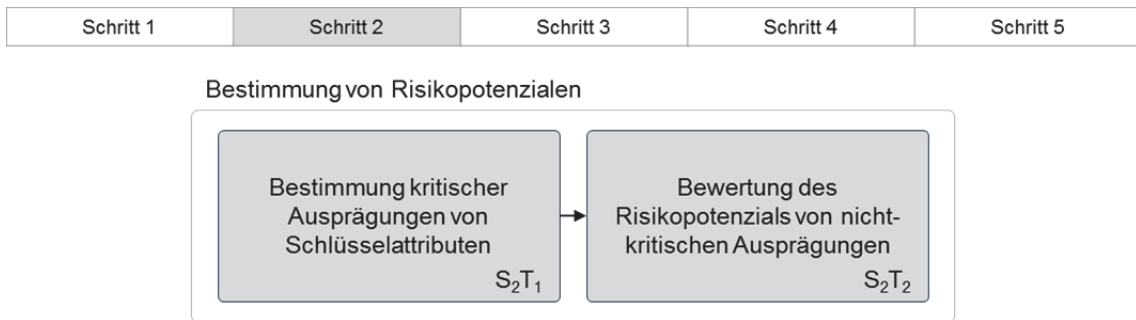 Schritt 1 Schritt 2 Schritt 3 Schritt 4 Schritt 5
Bestimmung von Risikopotenzialen
Bestimmung kritischer
Ausprägungen von
Schlüsselattributen
S₂T₁
Bewertung des
Risikopotenzials von nicht-
kritischen Ausprägungen
S₂T₂